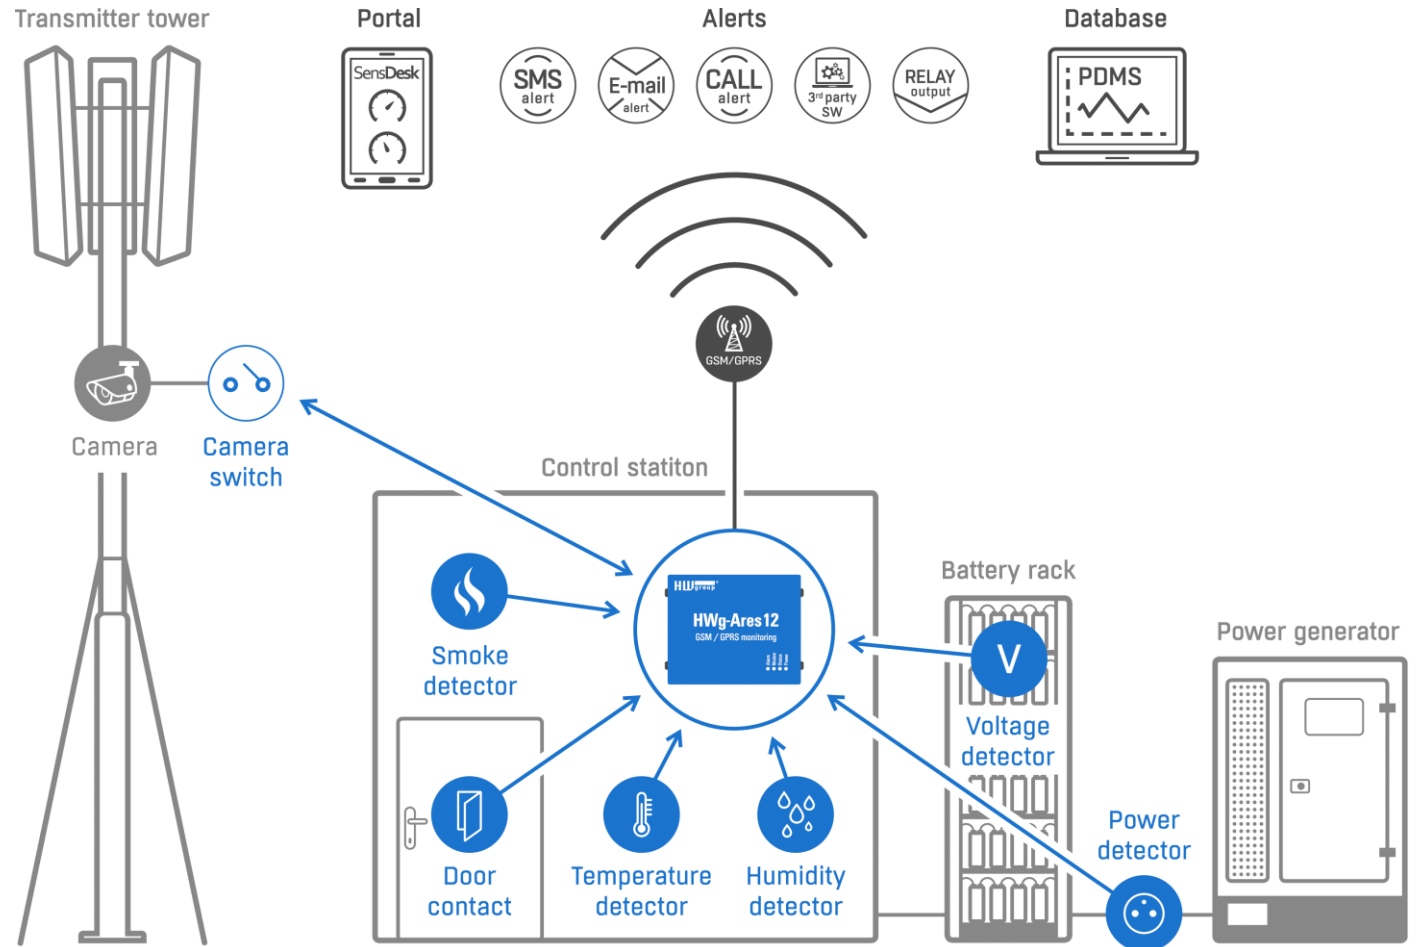 Transmitter tower
Portal
Alerts
Database
SensDesk
SMS
alert
E-mail
alert
CALL
alert
3rd party
SW
RELAY
output
PDMS
GSM/GPRS
Camera
Camera
switch
Control statiton
HW group
HWg-Ares12
GSM / GPRS monitoring
Smoke
detector
Battery rack
V
Voltage
detector
Power generator
Door
contact
Temperature
detector
Humidity
detector
Power
detector